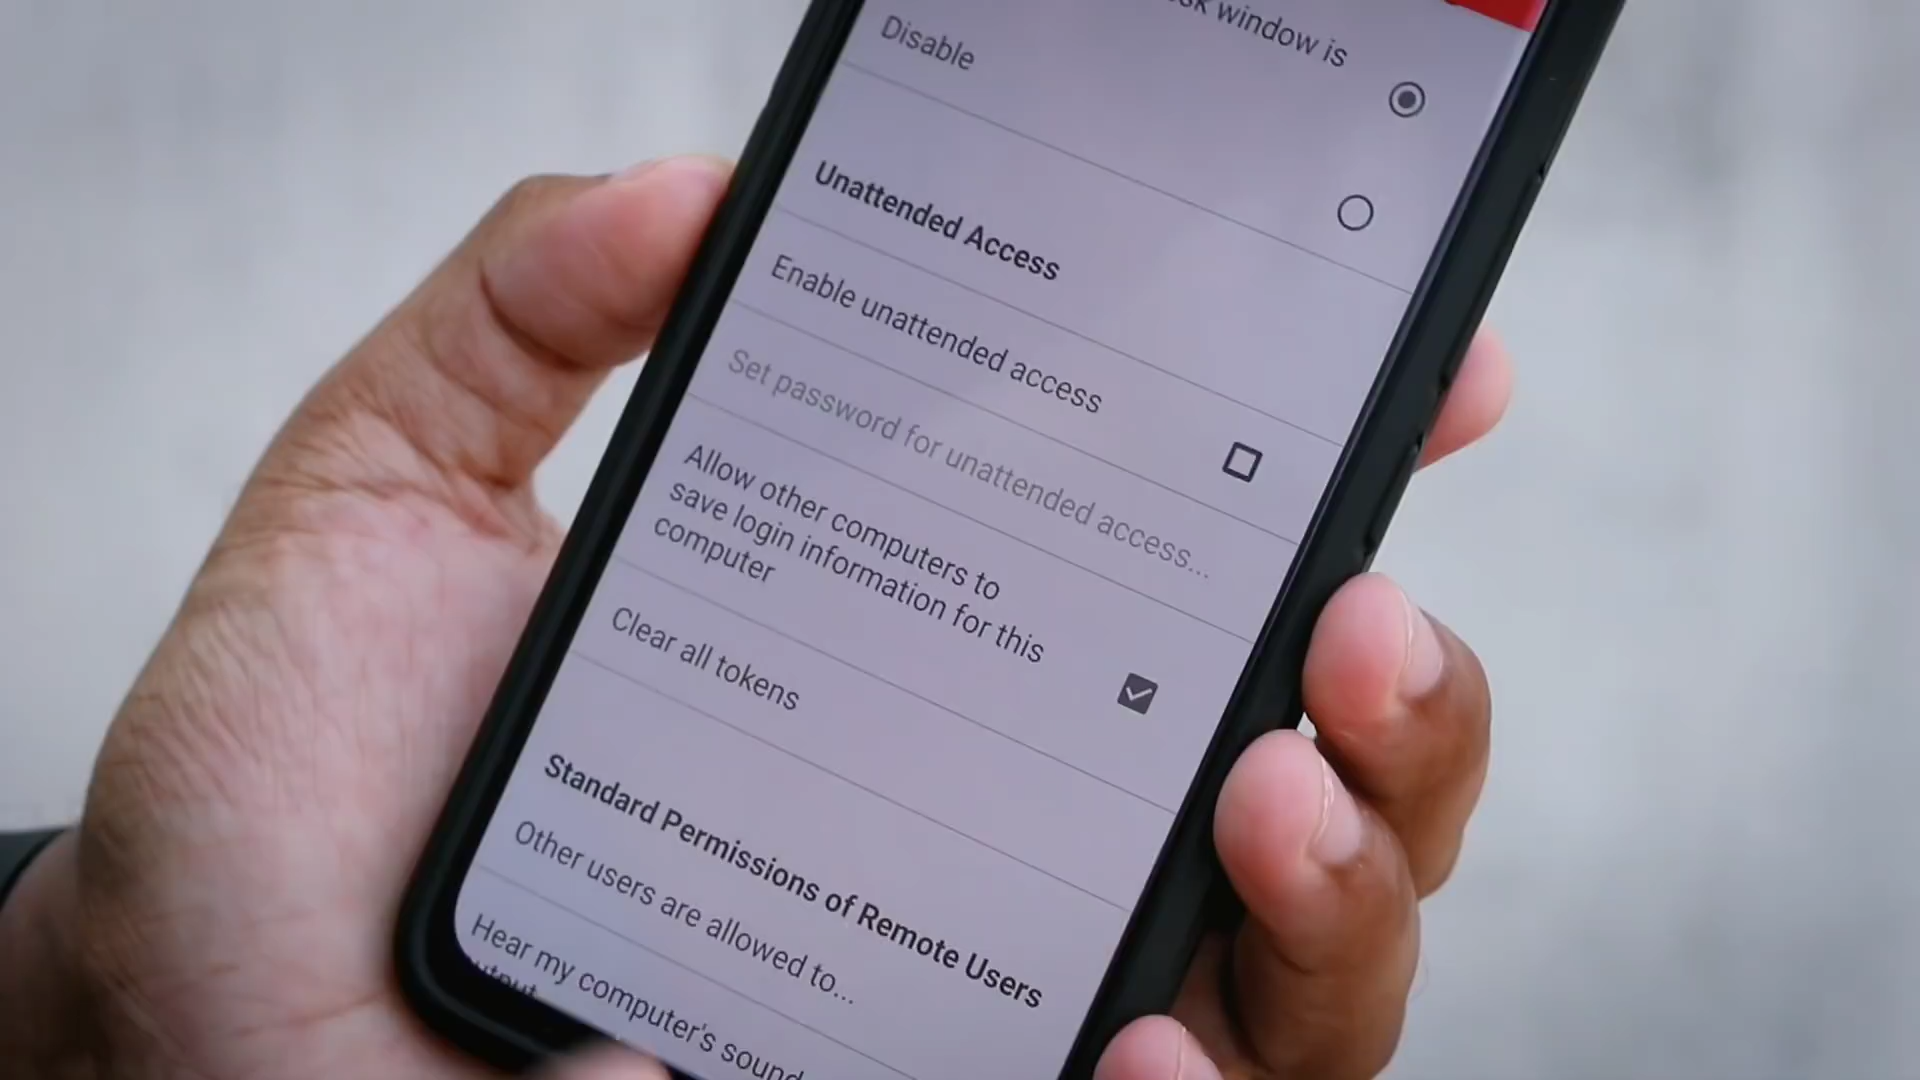 window is
Disable
Unattended Access
Enable unattended access
Set password for unattended access...
Allow other computers to
save login information for this
computer
Clear all tokens
Standard Permissions of Remote Users
Other users are allowed to...
Hear my computer's sound